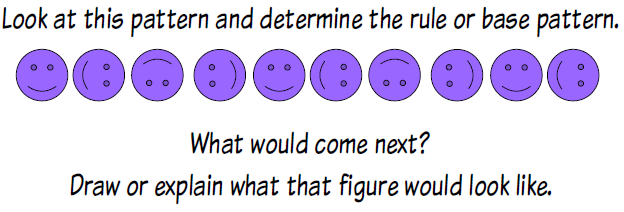 Look at this pattern and determine the rule or base pattern.
What would come next?
Draw or explain what that figure would look like.